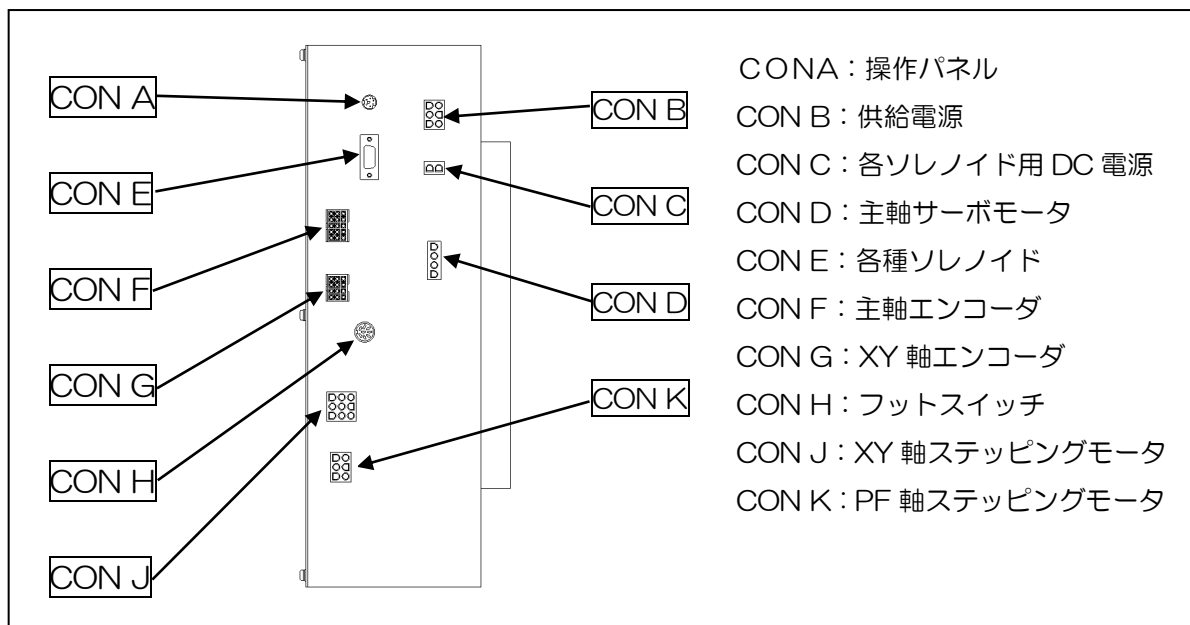 CON A
CON E
CON F
CON G
CON H
CON J
CON B
CON C
CON D
CON K
CONA：操作パネル
CON B：供給電源
CON C：各ソレノイド用 DC 電源
CON D：主軸サーボモータ
CON E：各種ソレノイド
CON F：主軸エンコーダ
CON G：XY 軸エンコーダ
CON H：フットスイッチ
CON J：XY 軸ステッピングモータ
CON K：PF 軸ステッピングモータ